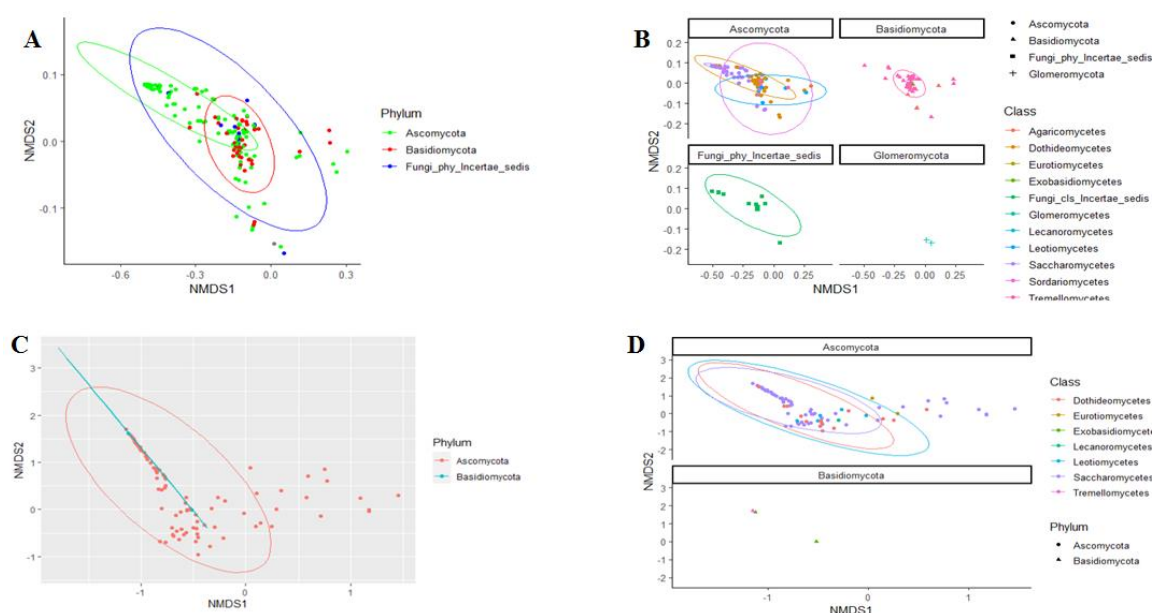 A
0.1
0.0
-0.1
NMDS2
-0.6
-0.3
0.0
0.3
NMDS1
Phylum
Ascomycota
Basidiomycota
Fungi_phy_Incertae_sedis
B
Ascomycota
Basidiomycota
0.2
0.1
0.0
-0.1
-0.2
Fungi_phy_Incertae_sedis
Glomeromycota
0.2
0.1
0.0
-0.1
-0.2
NMDS2
-0.50
-0.25
0.00
0.25
-0.50
-0.25
0.00
0.25
NMDS1
Ascomycota
Basidiomycota
Fungi_phy_Incertae_sedis
Glomeromycota
Class
Agaricomycetes
Dothideomycetes
Eurotiomycetes
Exobasidiomycetes
Fungi_cls_Incertae_sedis
Glomeromycetes
Lecanoromycetes
Leotiomycetes
Saccharomycetes
Sordariomycetes
Tremellomycetes
C
3
2
1
0
-1
NMDS2
-1
0
1
NMDS1
Phylum
Ascomycota
Basidiomycota
D
Ascomycota
3
2
1
0
-1
-2
Basidiomycota
3
2
1
0
-1
-2
NMDS2
-1
0
1
NMDS1
Class
Dothideomycetes
Eurotiomycetes
Exobasidiomycetes
Lecanoromycetes
Leotiomycetes
Saccharomycetes
Tremellomycetes
Phylum
Ascomycota
Basidiomycota